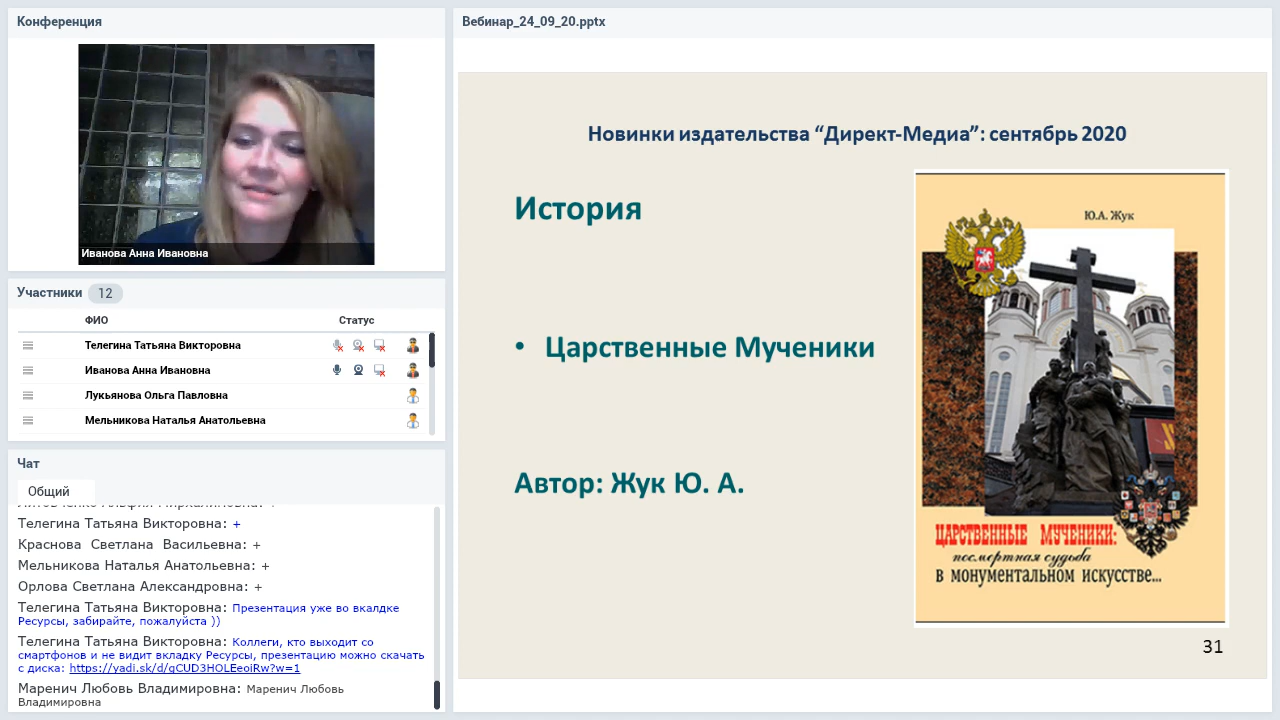 Конференция
Иванова Анна Ивановна
Участники 12
ФИО Статус
Телегина Татьяна Викторовна
Иванова Анна Ивановна
Лукьянова Ольга Павловна
Мельникова Наталья Анатольевна
Чат
Общий
Телегина Татьяна Викторовна: +
Краснова Светлана Васильевна: +
Мельникова Наталья Анатольевна: +
Орлова Светлана Александровна: +
Телегина Татьяна Викторовна: Презентация уже во вкалдке
Ресурсы, забирайте, пожалуйста ))
Телегина Татьяна Викторовна: Коллеги, кто выходит со
смартфонов и не видит вкладку Ресурсы, презентацию можно скачать
с диска: https://yadi.sk/d/gCUD3HOLEeoiRw?w=1
Маренич Любовь Владимировна: Маренич Любовь
Владимировна
Вебинар_24_09_20.pptx
Новинки издательства “Директ-Медиа”: сентябрь 2020
История
• Царственные Мученики
Автор: Жук Ю. А.
Ю.А. Жук
ЦАРСТВЕННЫЕ МУЧЕНИКИ:
посмертная судьба
в монументальном искусстве...
31